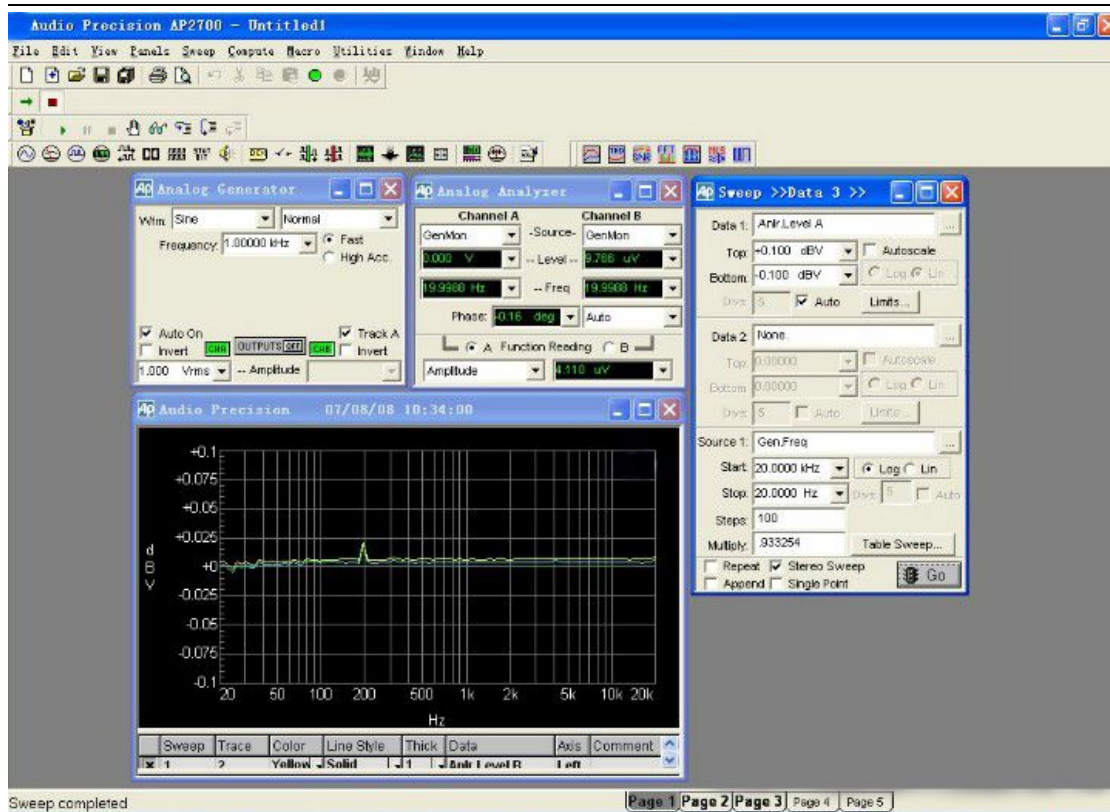 Audio Precision AP2700 - Untitled1
File Edit View Panels Sweep Compute Macro Utilities Window Help
Analog Generator
Wfm: Sine Normal
Frequency: 1.00000 kHz Fast
High Acc.
Auto On Track A
Invert CHA OUTPUTS OFF CHB Invert
1.000 Vrms -- Amplitude
Analog Analyzer
Channel A Channel B
GenMon -Source- GenMon
0.000 V -- Level -- 9.766 uV
19.9988 Hz -- Freq 19.9988 Hz
Phase: -0.16 deg Auto
A Function Reading B
Amplitude 4.110 uV
Sweep >>Data 3 >>
Data 1: Anlr.Level A ...
Top: +0.100 dBV Autoscale
Bottom: -0.100 dBV Log Lin
Divs: 5 Auto Limits...
Data 2: None. ...
Top: 0.00000 Autoscale
Bottom: 0.00000 Log Lin
Divs: 5 Auto Limits...
Source 1: Gen.Freq ...
Start: 20.0000 kHz Log Lin
Stop: 20.0000 Hz Divs: 5 Auto
Steps: 100
Multiply: .933254 Table Sweep...
Repeat Stereo Sweep
Append Single Point Go
Audio Precision 07/08/08 10:34:00
+0.1
+0.075
+0.05
+0.025
+0
-0.025
-0.05
-0.075
-0.1
d
B
V
20 50 100 200 500 1k 2k 5k 10k 20k
Hz
Sweep Trace Color Line Style Thick Data Axis Comment
1 2 Yellow Solid 1 Anlr.Level B Left
Sweep completed
Page 1 Page 2 Page 3 Page 4 Page 5